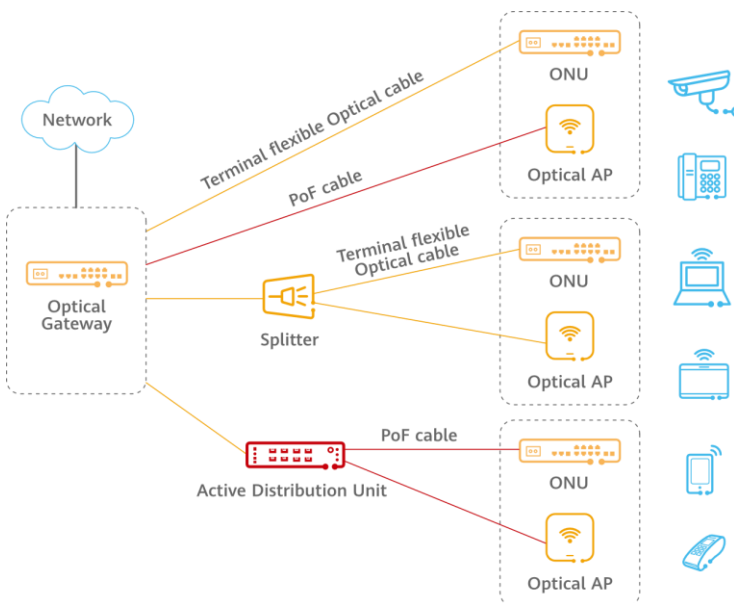 ONU
Terminal flexible Optical cable
Network
PoF cable
Optical AP
Terminal flexible
Optical cable
ONU
Optical
Gateway
Splitter
Optical AP
PoF cable
ONU
Active Distribution Unit
Optical AP